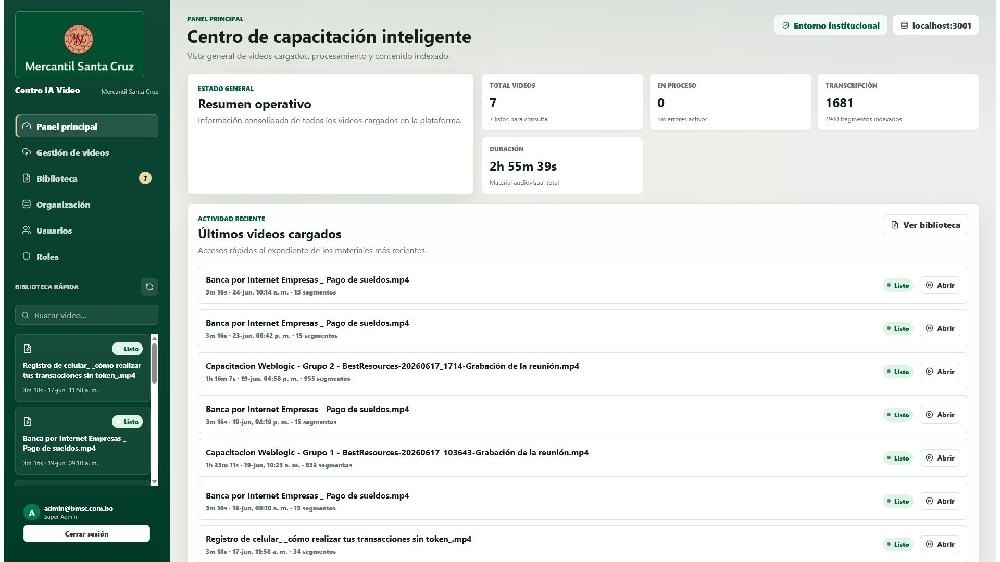 BOLIVIA
MSC
1905
Mercantil Santa Cruz
Centro IA Video
Mercantil Santa Cruz
Panel principal
Gestión de videos
Biblioteca
7
Organización
Usuarios
Roles
BIBLIOTECA RÁPIDA
Buscar video...
Listo
Registro de celular_ _cómo realizar
tus transacciones sin token_.mp4
3m 18s · 17-jun, 11:58 a. m.
Listo
Banca por Internet Empresas _
Pago de sueldos.mp4
3m 16s · 19-jun, 09:10 a. m.
A
admin@bmsc.com.bo
Super Admin
Cerrar sesión
PANEL PRINCIPAL
Centro de capacitación inteligente
Vista general de videos cargados, procesamiento y contenido indexado.
Entorno institucional
localhost:3001
ESTADO GENERAL
Resumen operativo
Información consolidada de todos los videos cargados en la plataforma.
TOTAL VIDEOS
7
7 listos para consulta
EN PROCESO
0
Sin errores activos
TRANSCRIPCIÓN
1681
4940 fragmentos indexados
DURACIÓN
2h 55m 39s
Material audiovisual total
ACTIVIDAD RECIENTE
Últimos videos cargados
Accesos rápidos al expediente de los materiales más recientes.
Ver biblioteca
Banca por Internet Empresas _ Pago de sueldos.mp4
3m 16s · 24-jun, 10:14 a. m. · 15 segmentos
Listo
Abrir
Banca por Internet Empresas _ Pago de sueldos.mp4
3m 16s · 23-jun, 08:42 p. m. · 15 segmentos
Listo
Abrir
Capacitacion Weblogic - Grupo 2 - BestResources-20260617_1714-Grabación de la reunión.mp4
1h 16m 7s · 19-jun, 04:58 p. m. · 955 segmentos
Listo
Abrir
Banca por Internet Empresas _ Pago de sueldos.mp4
3m 16s · 19-jun, 04:19 p. m. · 15 segmentos
Listo
Abrir
Capacitacion Weblogic - Grupo 1 - BestResources-20260617_103643-Grabación de la reunión.mp4
1h 23m 11s · 19-jun, 10:23 a. m. · 632 segmentos
Listo
Abrir
Banca por Internet Empresas _ Pago de sueldos.mp4
3m 16s · 19-jun, 09:10 a. m. · 15 segmentos
Listo
Abrir
Registro de celular_ _cómo realizar tus transacciones sin token_.mp4
3m 18s · 17-jun, 11:58 a. m. · 34 segmentos
Listo
Abrir